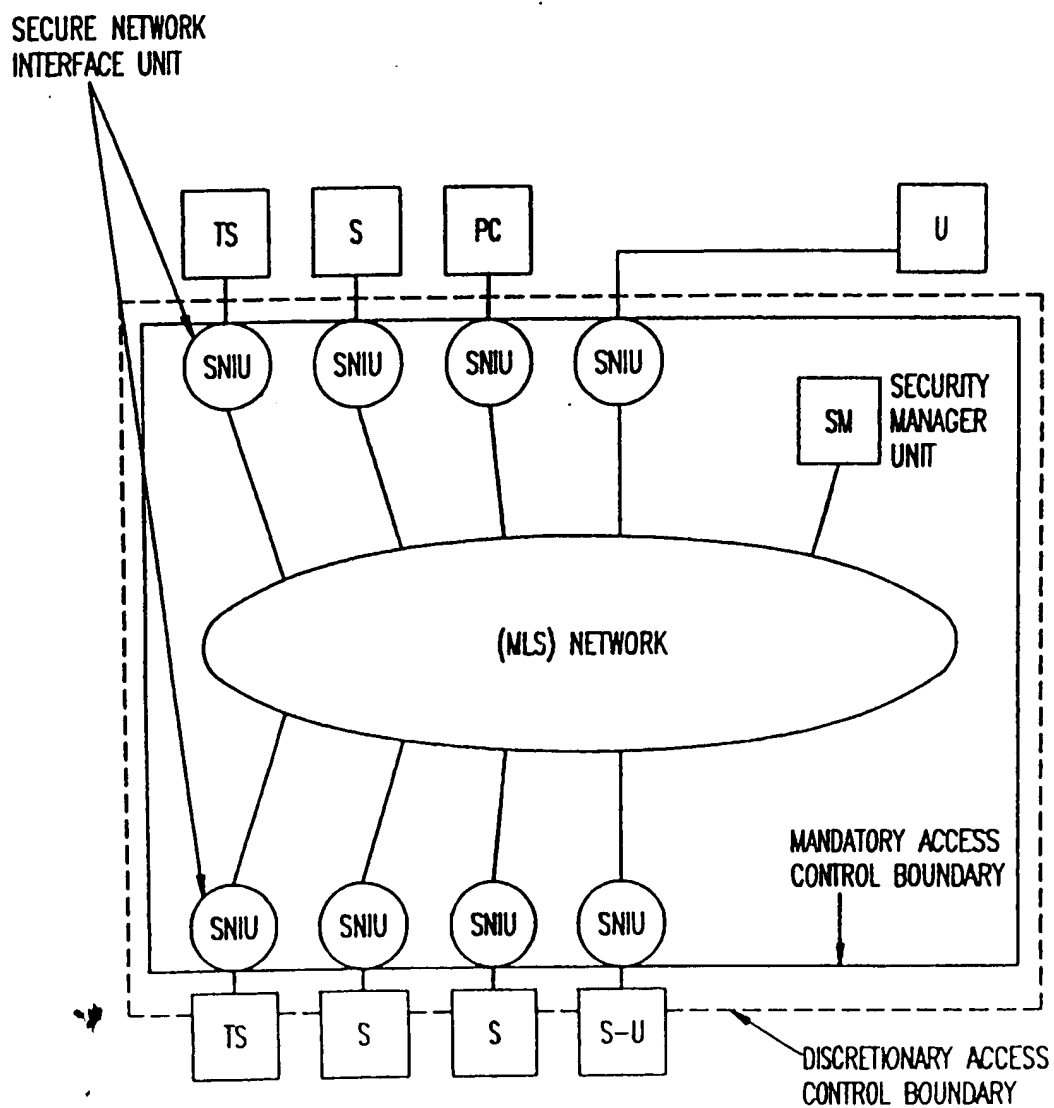 SECURE NETWORK
INTERFACE UNIT
TS
S
PC
U
SNIU
SNIU
SNIU
SNIU
SM
SECURITY
MANAGER
UNIT
(MLS) NETWORK
MANDATORY ACCESS
CONTROL BOUNDARY
SNIU
SNIU
SNIU
SNIU
TS
S
S
S-U
DISCRETIONARY ACCESS
CONTROL BOUNDARY